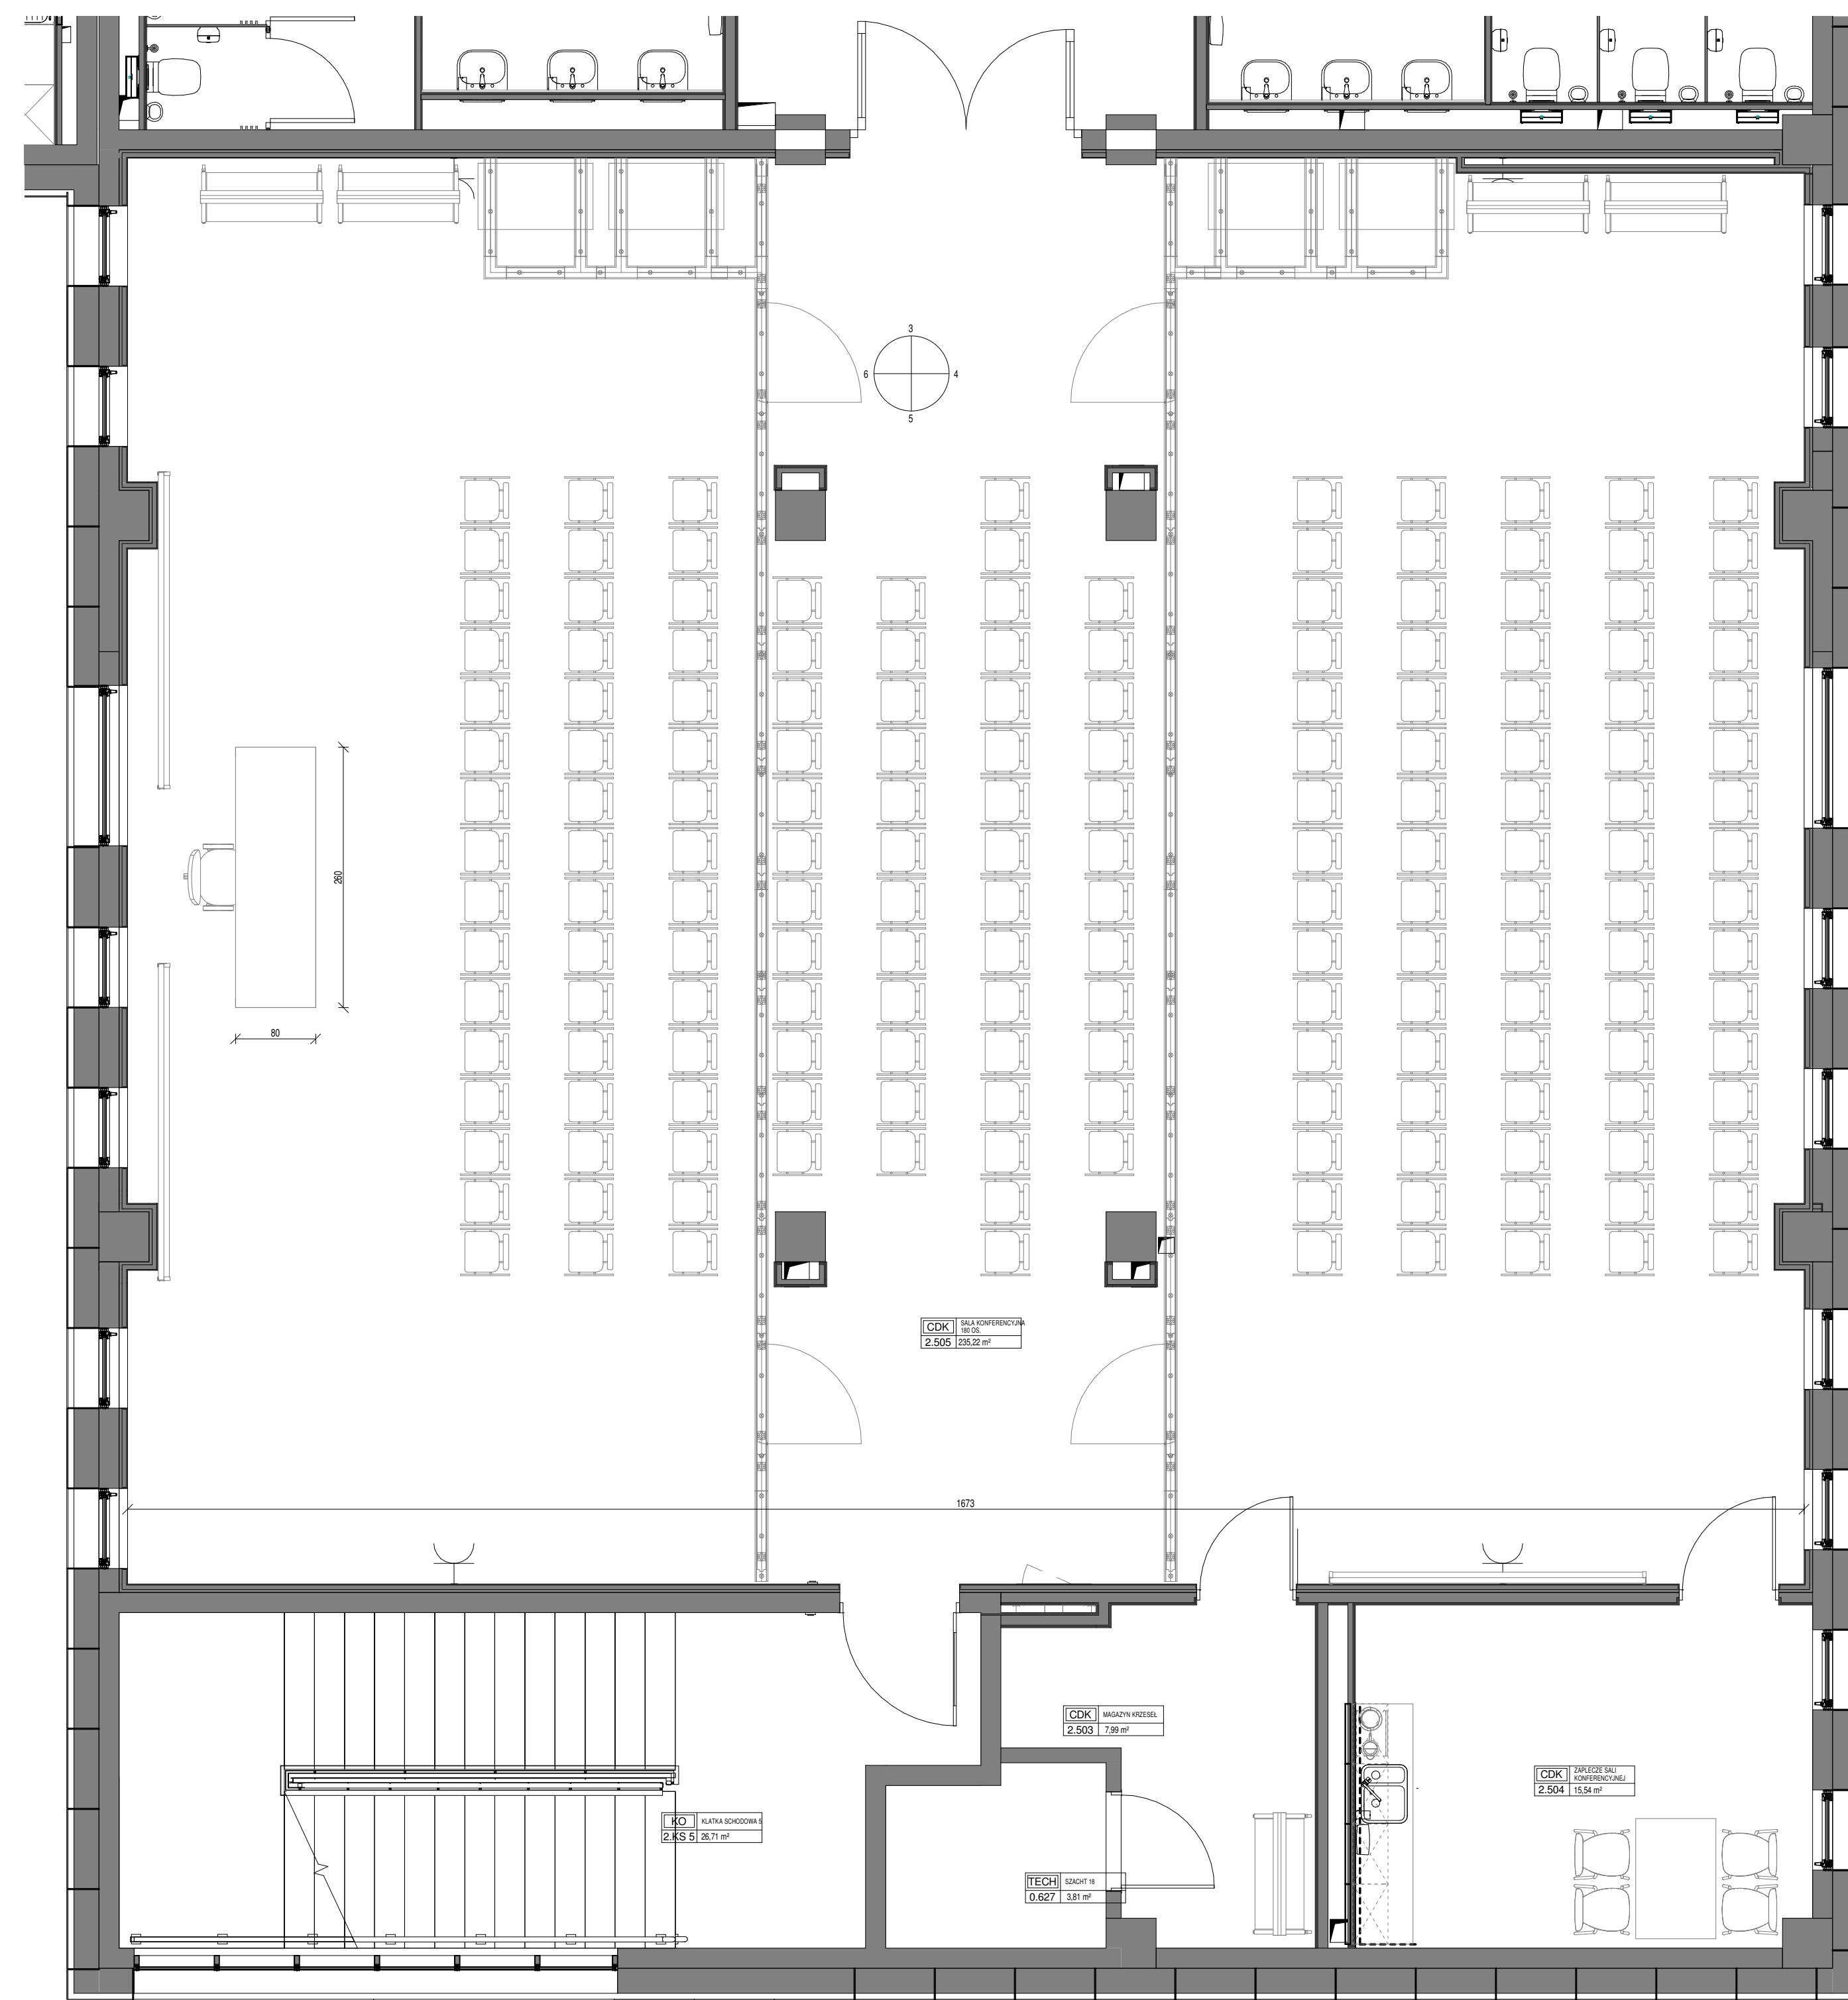 3
6
4
5
260
80
CDK
SALA KONFERENCYJNA
180 OS.
2.505
235,22 m²
1673
CDK
MAGAZYN KRZESEŁ
2.503
7,99 m²
CDK
ZAPLECZE SALI
KONFERENCYJNEJ
2.504
15,54 m²
KO
KLATKA SCHODOWA 5
2.KS 5
26,71 m²
TECH
SZACHT 18
0.627
3,81 m²